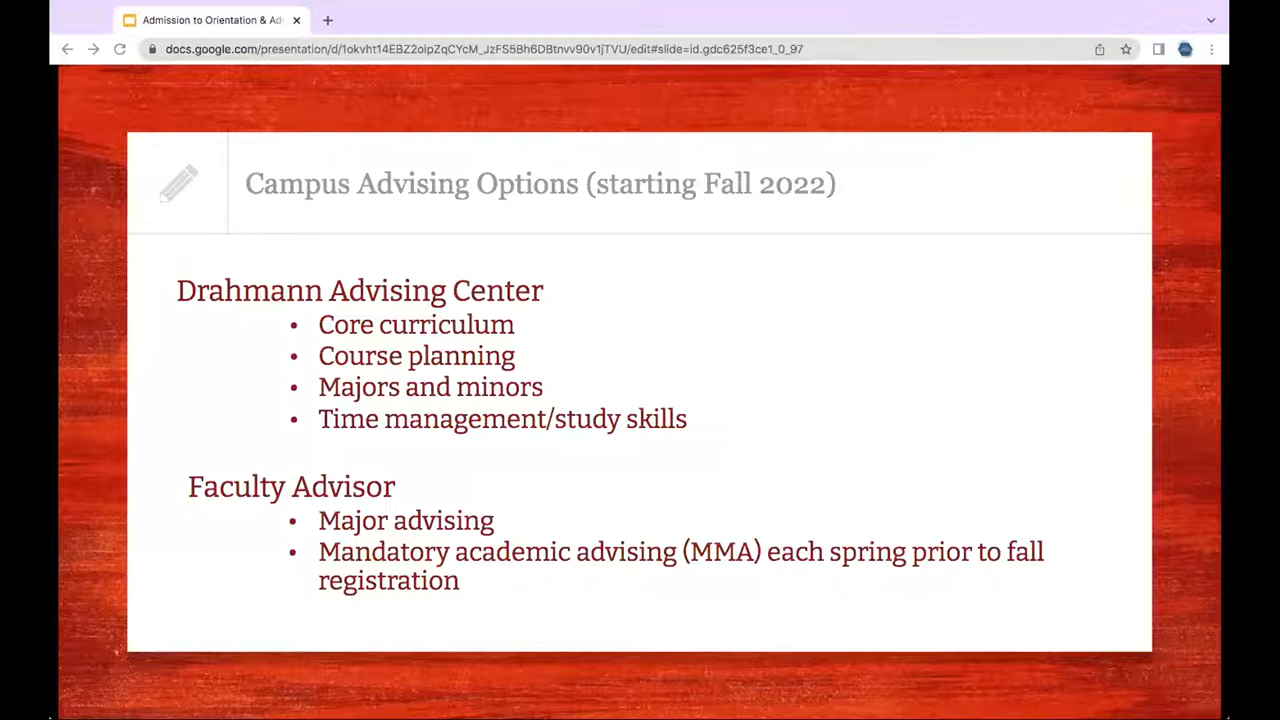 Admission to Orientation & Ad
docs.google.com/presentation/d/1okvht14EBZ2oipZqCYcM_JzFS5Bh6DBtnvv90v1jTVU/edit#slide=id.gdc625f3ce1_0_97
Campus Advising Options (starting Fall 2022)
Drahmann Advising Center
• Core curriculum
• Course planning
• Majors and minors
• Time management/study skills
Faculty Advisor
• Major advising
• Mandatory academic advising (MMA) each spring prior to fall
registration